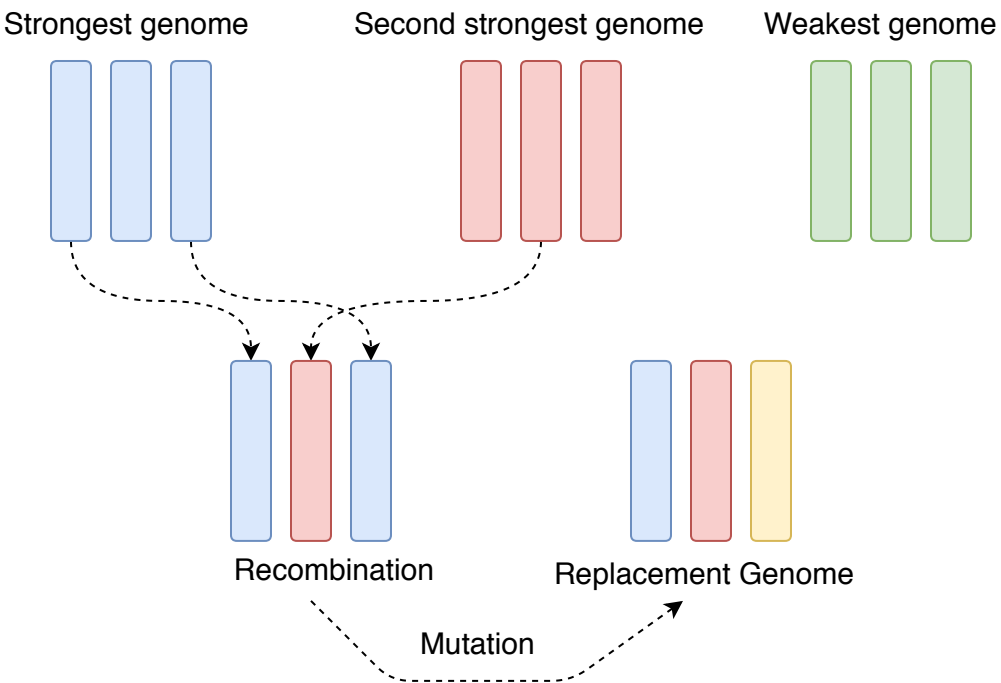 Strongest genome
Second strongest genome
Weakest genome
Recombination
Replacement Genome
Mutation